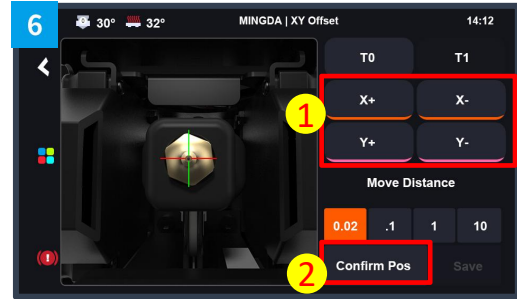 6
30° 32° MINGDA | XY Offset 14:12
T0 T1
1
X+ X-
Y+ Y-
Move Distance
0.02 .1 1 10
2
Confirm Pos Save